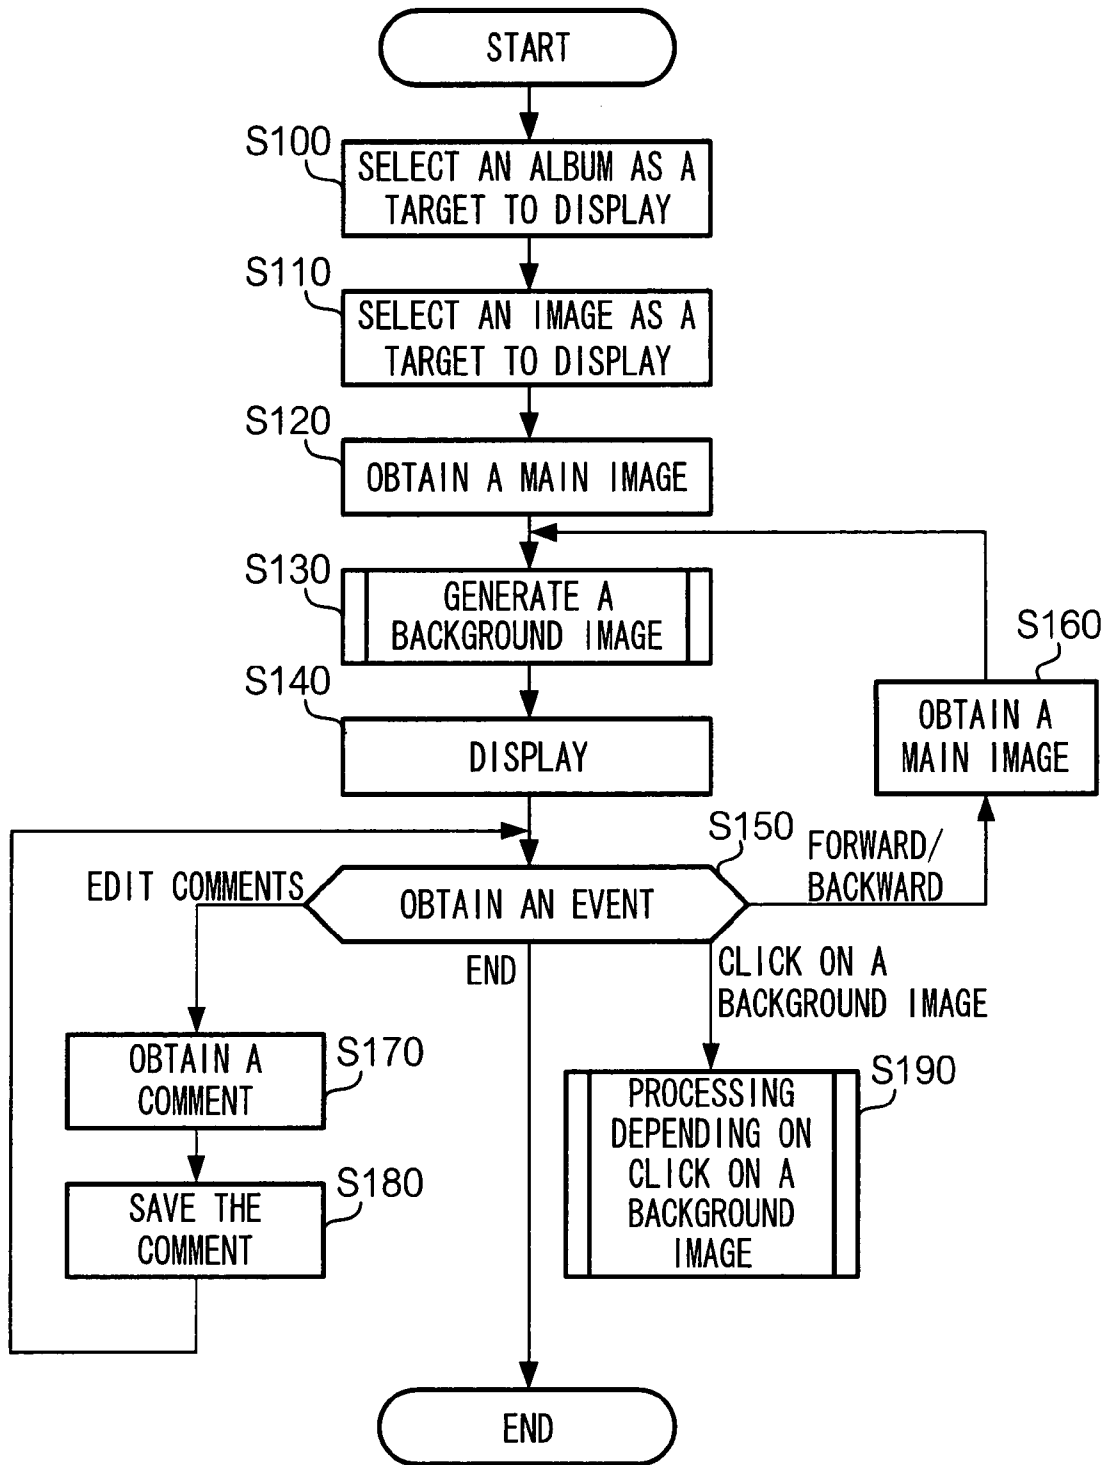 START
S100
SELECT AN ALBUM AS A
TARGET TO DISPLAY
S110
SELECT AN IMAGE AS A
TARGET TO DISPLAY
S120
OBTAIN A MAIN IMAGE
S130
GENERATE A
BACKGROUND IMAGE
S160
OBTAIN A
MAIN IMAGE
S140
DISPLAY
S150
FORWARD/
BACKWARD
EDIT COMMENTS
OBTAIN AN EVENT
END
CLICK ON A
BACKGROUND IMAGE
S170
OBTAIN A
COMMENT
S190
PROCESSING
DEPENDING ON
CLICK ON A
BACKGROUND
IMAGE
S180
SAVE THE
COMMENT
END